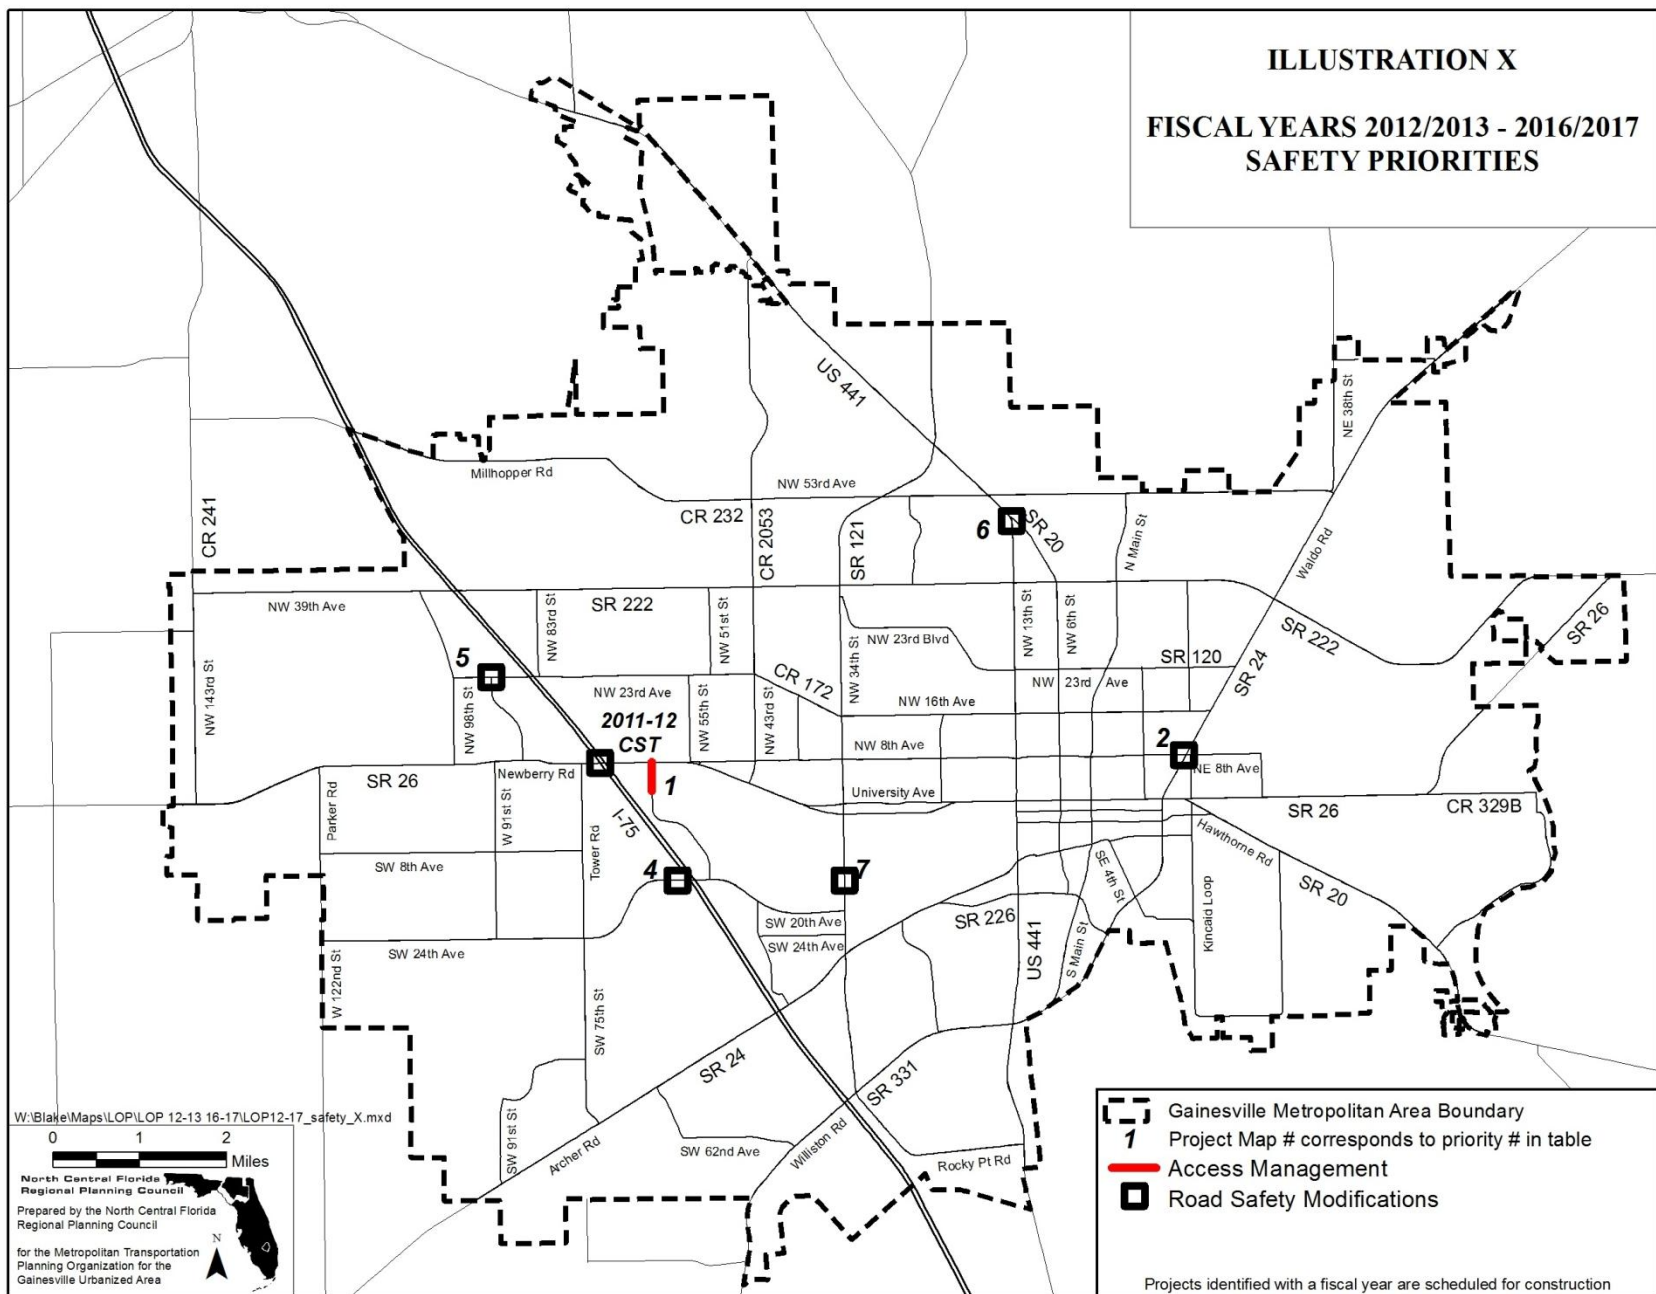 ILLUSTRATION X
FISCAL YEARS 2012/2013 - 2016/2017
SAFETY PRIORITIES
US 441
NE 38th St
Millhopper Rd
NW 53rd Ave
CR 232
CR 241
CR 2053
SR 121
6
SR 20
N Main St
Waldo Rd
NW 39th Ave
SR 222
NW 83rd St
NW 51st St
NW 13th St
NW 6th St
SR 222
SR 26
NW 23rd Blvd
NW 34th St
SR 120
SR 24
5
NW 143rd St
NW 98th St
NW 23rd Ave
CR 172
NW 23rd Ave
NW 16th Ave
2011-12
CST
NW 55th St
NW 43rd St
NW 8th Ave
2
NE 8th Ave
SR 26
Newberry Rd
1
University Ave
SR 26
CR 329B
Parker Rd
W 91st St
I-75
Tower Rd
Hawthorne Rd
SW 8th Ave
4
7
SE 4th St
SR 20
SW 20th Ave
SR 226
Kincaid Loop
SW 24th Ave
SW 24th Ave
US 441
S Main St
W 122nd St
SW 75th St
SR 24
SR 331
SW 91st St
Archer Rd
SW 62nd Ave
Williston Rd
Rocky Pt Rd
W:\Blake\Maps\LOP\LOP 12-13 16-17\LOP12-17_safety_X.mxd
0 1 2
Miles
North Central Florida
Regional Planning Council
Prepared by the North Central Florida
Regional Planning Council
N
for the Metropolitan Transportation
Planning Organization for the
Gainesville Urbanized Area
Gainesville Metropolitan Area Boundary
1 Project Map # corresponds to priority # in table
Access Management
Road Safety Modifications
Projects identified with a fiscal year are scheduled for construction